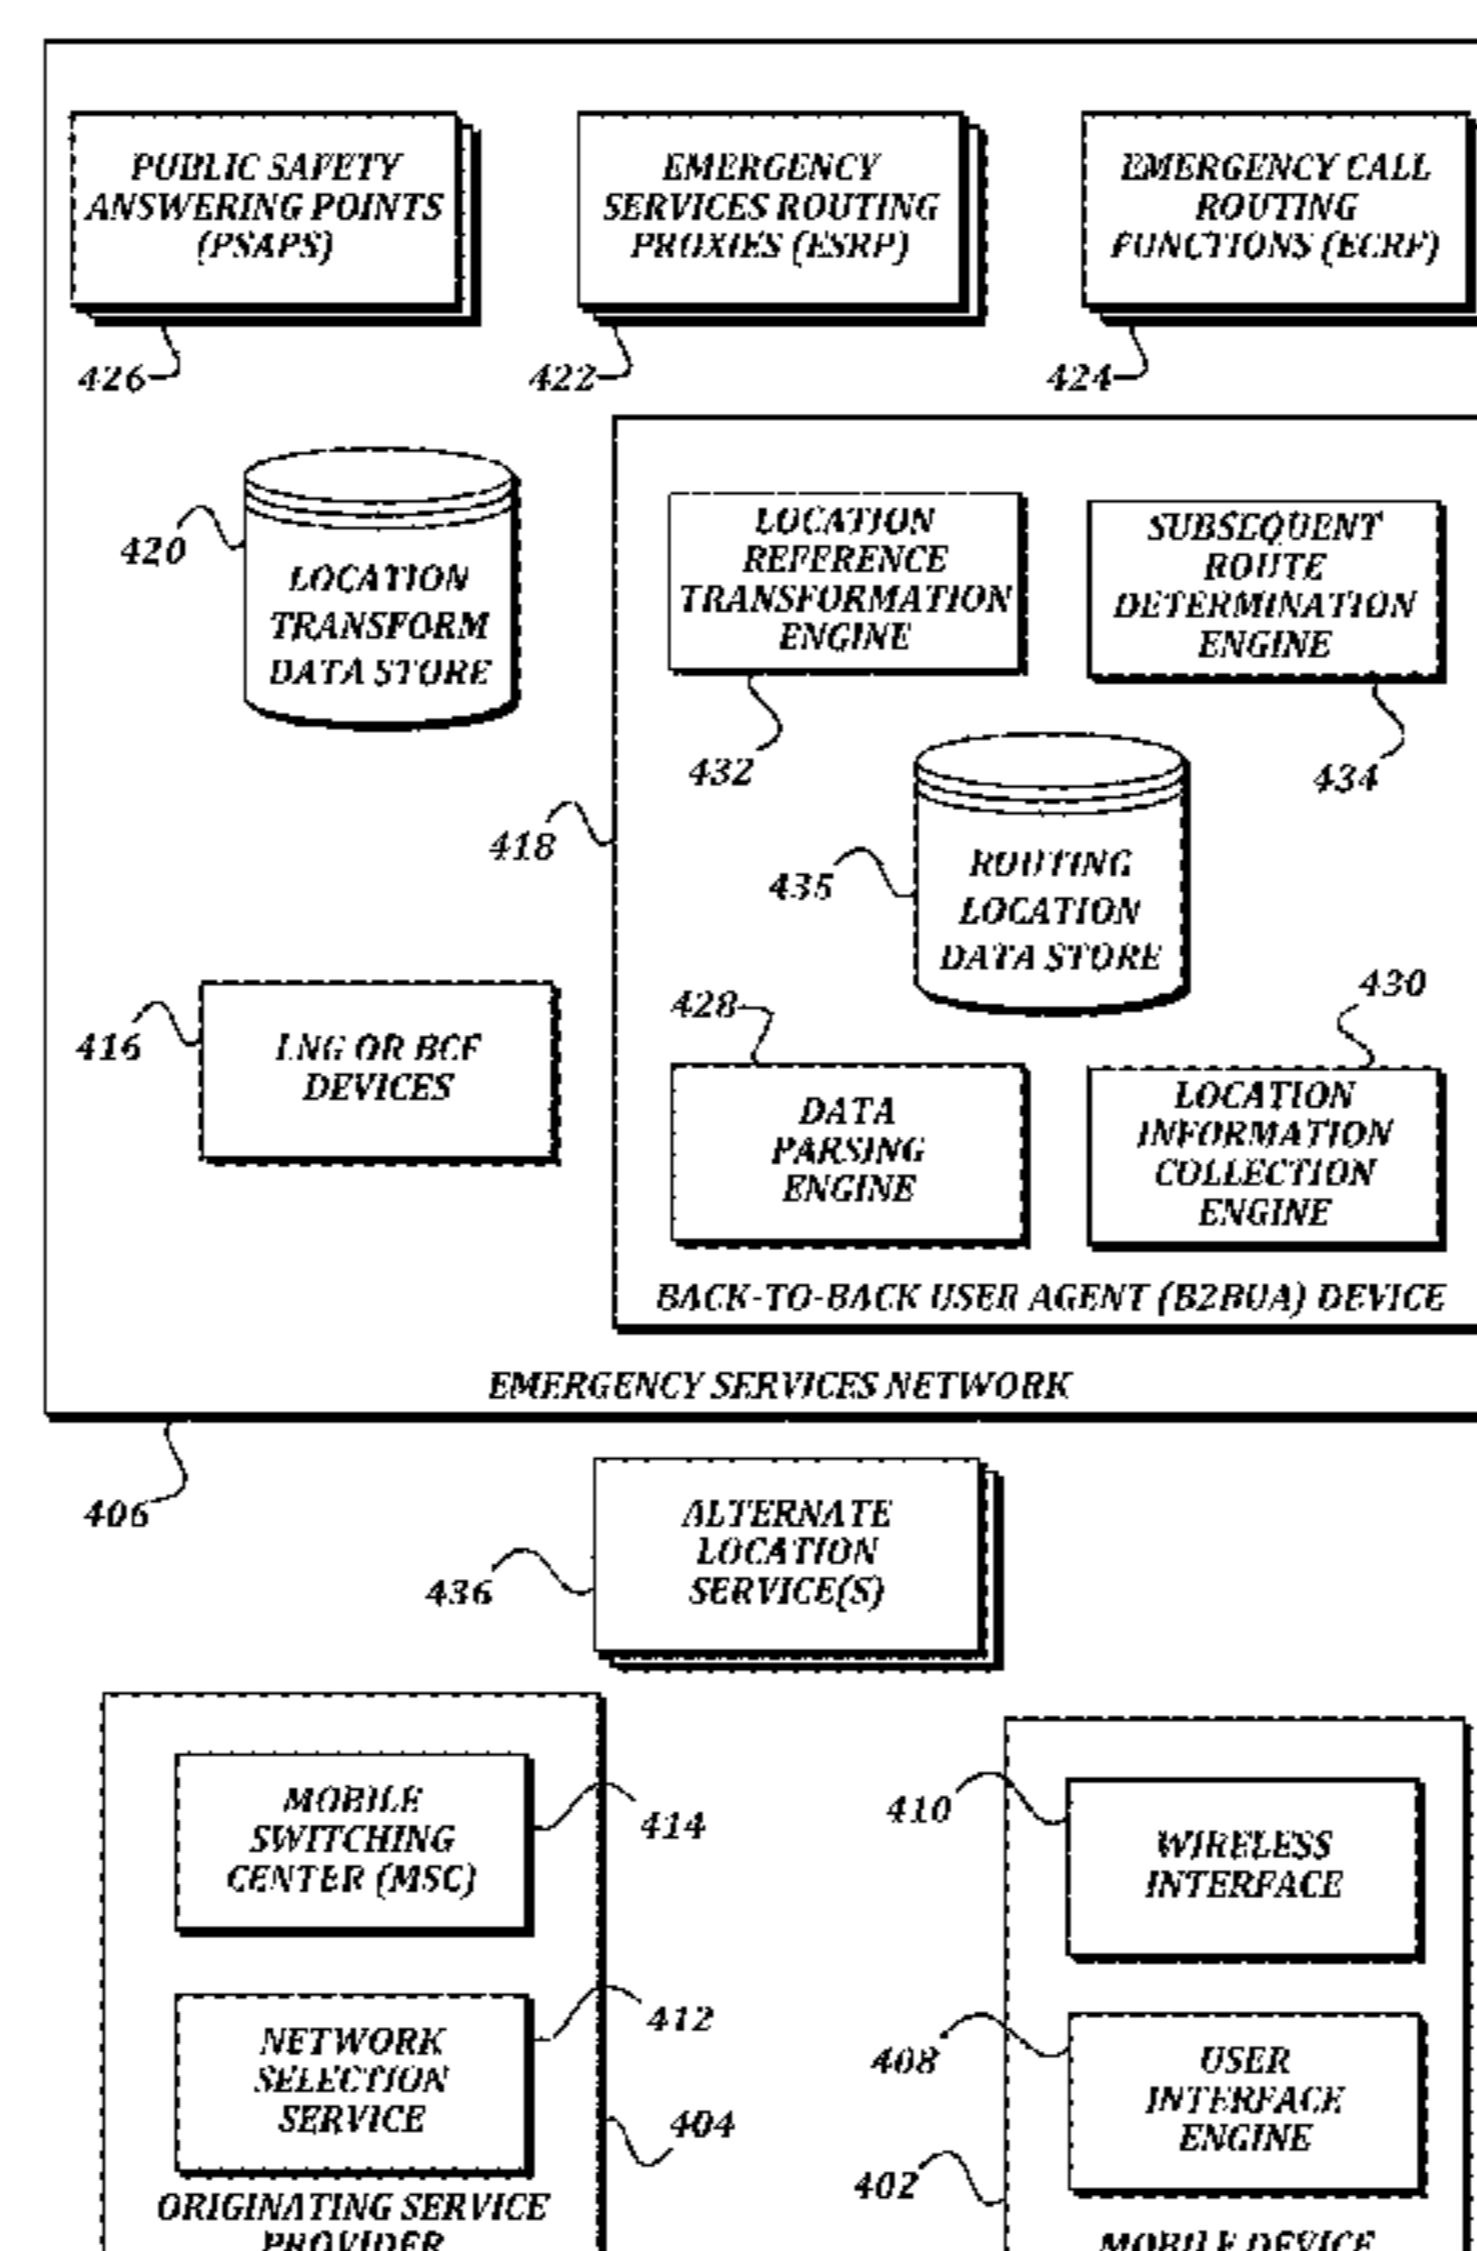 PUBLIC SAFETY
ANSWERING POINTS
(PSAPS)
426
EMERGENCY
SERVICES ROUTING
PROXIES (ESRP)
422
EMERGENCY CALL
ROUTING
FUNCTIONS (ECRF)
424
420
LOCATION
TRANSFORM
DATA STORE
LOCATION
REFERENCE
TRANSFORMATION
ENGINE
432
SUBSEQUENT
ROUTE
DETERMINATION
ENGINE
434
418
435
ROUTING
LOCATION
DATA STORE
416
LNG OR BCF
DEVICES
428
DATA
PARSING
ENGINE
430
LOCATION
INFORMATION
COLLECTION
ENGINE
BACK-TO-BACK USER AGENT (B2BUA) DEVICE
EMERGENCY SERVICES NETWORK
406
ALTERNATE
LOCATION
SERVICE(S)
436
MOBILE
SWITCHING
CENTER (MSC)
414
NETWORK
SELECTION
SERVICE
412
404
ORIGINATING SERVICE
PROVIDER
410
WIRELESS
INTERFACE
408
USER
INTERFACE
ENGINE
402
MOBILE DEVICE